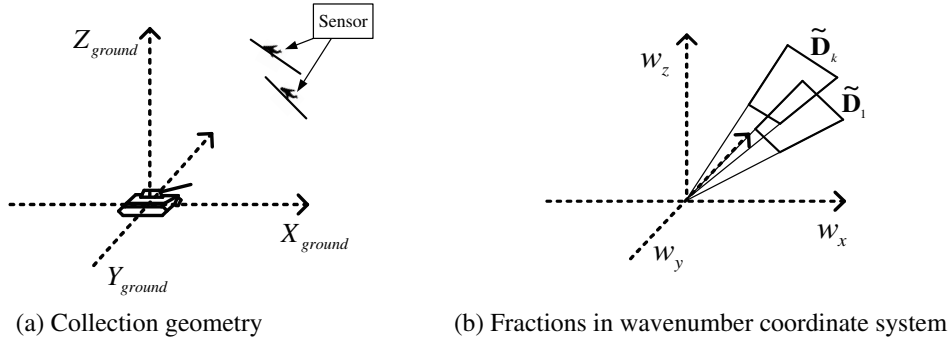 Sensor
Z_ground
X_ground
Y_ground
(a) Collection geometry
D̃_k
w_z
D̃_1
w_x
w_y
(b) Fractions in wavenumber coordinate system